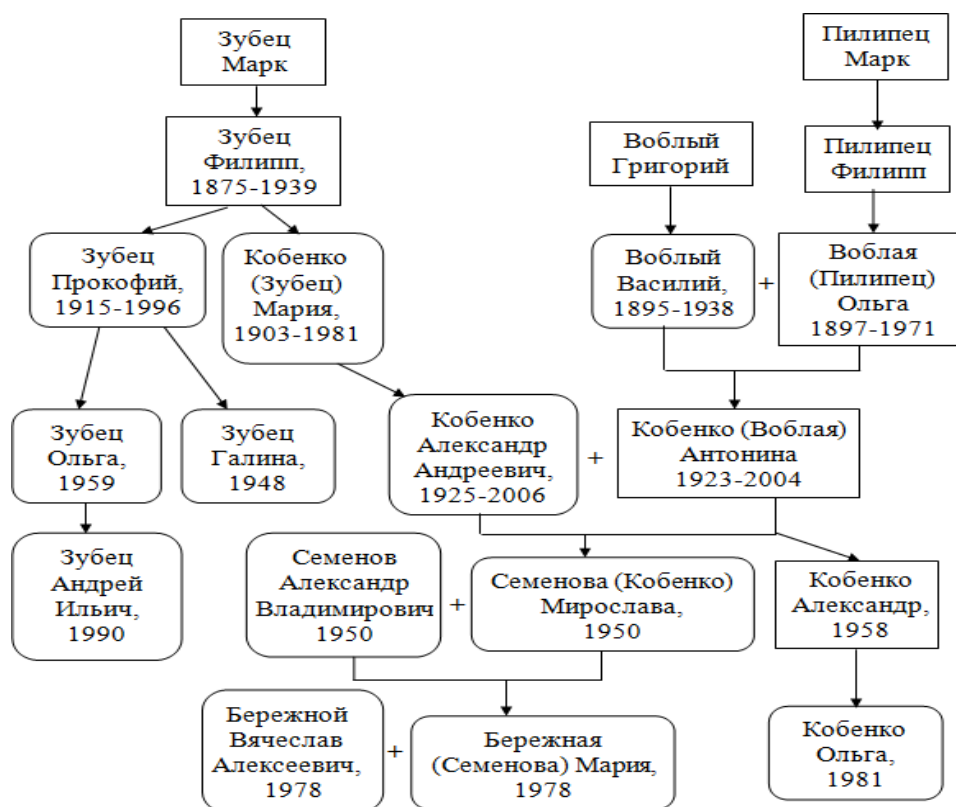 Зубец
Марк
Пилипец
Марк
Зубец
Филипп,
1875-1939
Воблый
Григорий
Пилипец
Филипп
Зубец
Прокофий,
1915-1996
Кобенко
(Зубец)
Мария,
1903-1981
Воблый
Василий,
1895-1938
+
Воблая
(Пилипец)
Ольга
1897-1971
Зубец
Ольга,
1959
Зубец
Галина,
1948
Кобенко
Александр
Андреевич,
1925-2006
+
Кобенко (Воблая)
Антонина
1923-2004
Зубец
Андрей
Ильич,
1990
Семенов
Александр
Владимирович
1950
+
Семенова (Кобенко)
Мирослава,
1950
Кобенко
Александр,
1958
Бережной
Вячеслав
Алексеевич,
1978
+
Бережная
(Семенова) Мария,
1978
Кобенко
Ольга,
1981